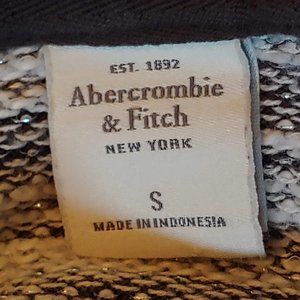 EST. 1892
Abercrombie
& Fitch
NEW YORK
S
MADE IN INDONESIA